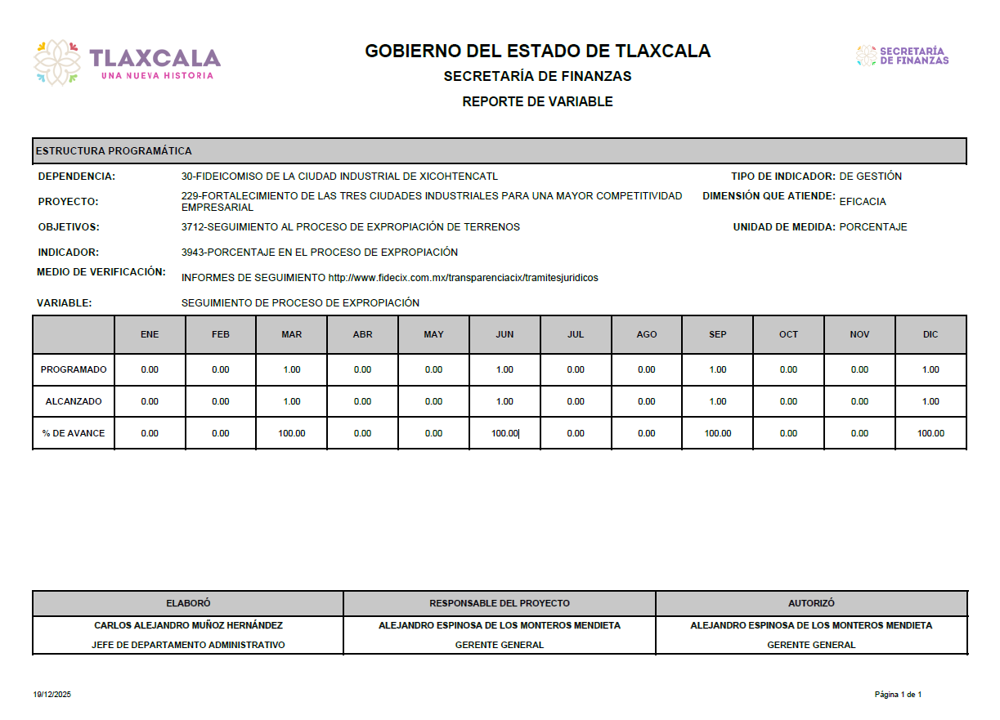 TLAXCALA
UNA NUEVA HISTORIA
GOBIERNO DEL ESTADO DE TLAXCALA
SECRETARÍA DE FINANZAS
REPORTE DE VARIABLE
SECRETARÍA
DE FINANZAS
ESTRUCTURA PROGRAMÁTICA
DEPENDENCIA: 30-FIDEICOMISO DE LA CIUDAD INDUSTRIAL DE XICOHTENCATL TIPO DE INDICADOR: DE GESTIÓN
PROYECTO: 229-FORTALECIMIENTO DE LAS TRES CIUDADES INDUSTRIALES PARA UNA MAYOR COMPETITIVIDAD
EMPRESARIAL
DIMENSIÓN QUE ATIENDE: EFICACIA
OBJETIVOS: 3712-SEGUIMIENTO AL PROCESO DE EXPROPIACIÓN DE TERRENOS UNIDAD DE MEDIDA: PORCENTAJE
INDICADOR: 3943-PORCENTAJE EN EL PROCESO DE EXPROPIACIÓN
MEDIO DE VERIFICACIÓN: INFORMES DE SEGUIMIENTO http://www.fidecix.com.mx/transparenciacix/tramitesjuridicos
VARIABLE: SEGUIMIENTO DE PROCESO DE EXPROPIACIÓN
ENE FEB MAR ABR MAY JUN JUL AGO SEP OCT NOV DIC
PROGRAMADO 0.00 0.00 1.00 0.00 0.00 1.00 0.00 0.00 1.00 0.00 0.00 1.00
ALCANZADO 0.00 0.00 1.00 0.00 0.00 1.00 0.00 0.00 1.00 0.00 0.00 1.00
% DE AVANCE 0.00 0.00 100.00 0.00 0.00 100.00 0.00 0.00 100.00 0.00 0.00 100.00
ELABORÓ RESPONSABLE DEL PROYECTO AUTORIZÓ
CARLOS ALEJANDRO MUÑOZ HERNÁNDEZ ALEJANDRO ESPINOSA DE LOS MONTEROS MENDIETA ALEJANDRO ESPINOSA DE LOS MONTEROS MENDIETA
JEFE DE DEPARTAMENTO ADMINISTRATIVO GERENTE GENERAL GERENTE GENERAL
19/12/2025 Página 1 de 1